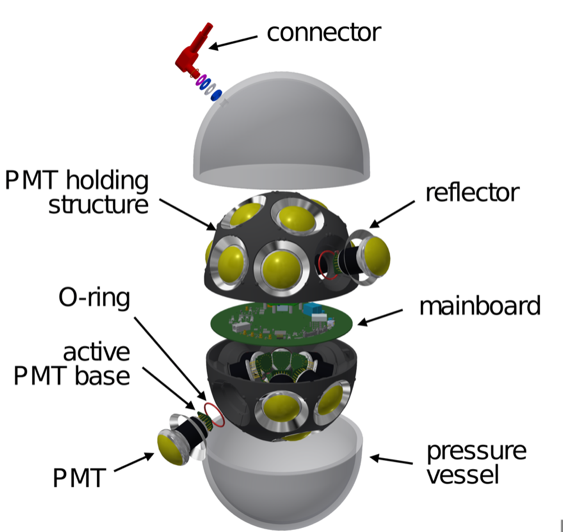 connector
PMT holding
structure
reflector
O-ring
mainboard
active
PMT base
PMT
pressure
vessel